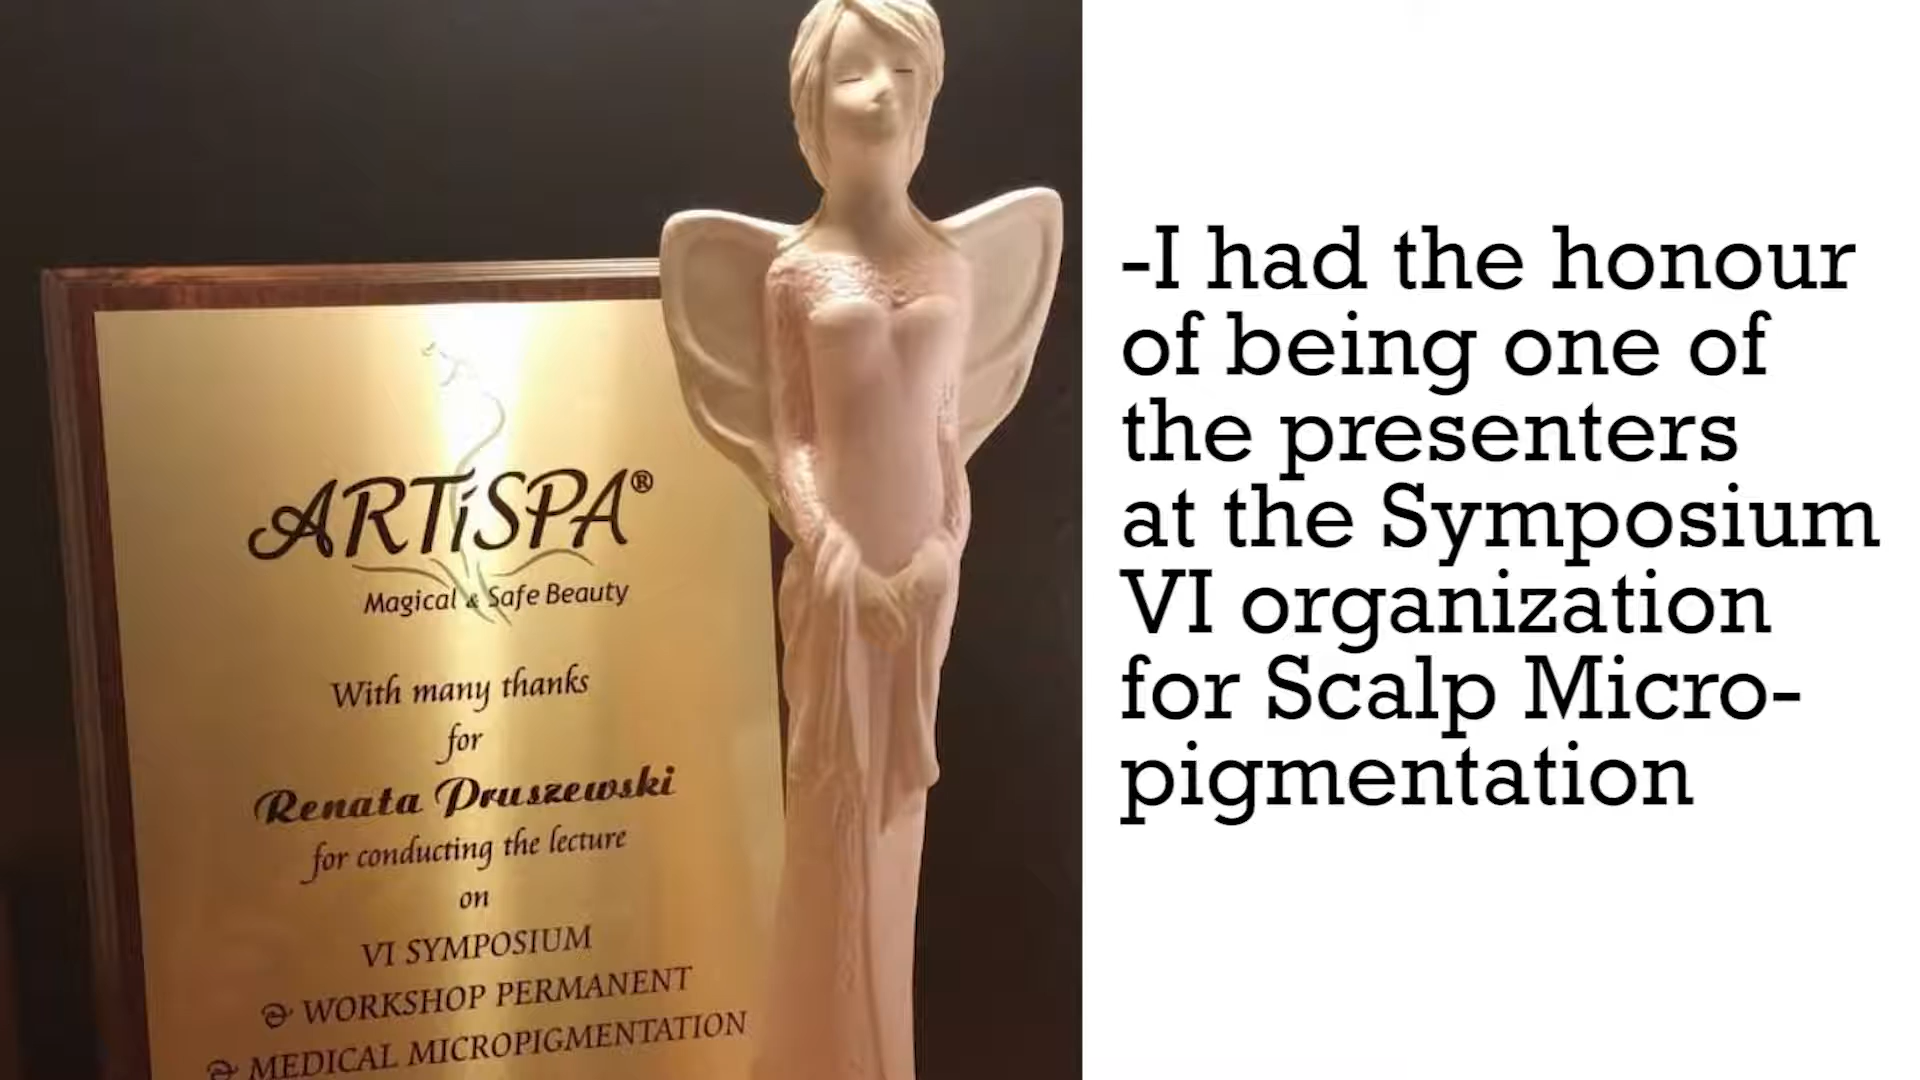 ARTiSPA®
Magical & Safe Beauty
With many thanks
for
Renata Pruszewski
for conducting the lecture
on
VI SYMPOSIUM
& WORKSHOP PERMANENT
& MEDICAL MICROPIGMENTATION
-I had the honour
of being one of
the presenters
at the Symposium
VI organization
for Scalp Micro-
pigmentation